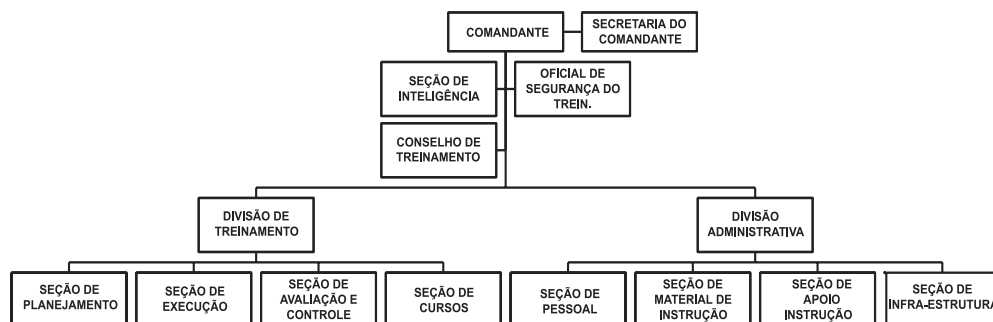 COMANDANTE
SECRETARIA DO
COMANDANTE
SEÇÃO DE
INTELIGÊNCIA
OFICIAL DE
SEGURANÇA DO
TREIN.
CONSELHO DE
TREINAMENTO
DIVISÃO DE
TREINAMENTO
DIVISÃO
ADMINISTRATIVA
SEÇÃO DE
PLANEJAMENTO
SEÇÃO DE
EXECUÇÃO
SEÇÃO DE
AVALIAÇÃO E
CONTROLE
SEÇÃO DE
CURSOS
SEÇÃO DE
PESSOAL
SEÇÃO DE
MATERIAL DE
INSTRUÇÃO
SEÇÃO DE
APOIO
INSTRUÇÃO
SEÇÃO DE
INFRA-ESTRUTURA